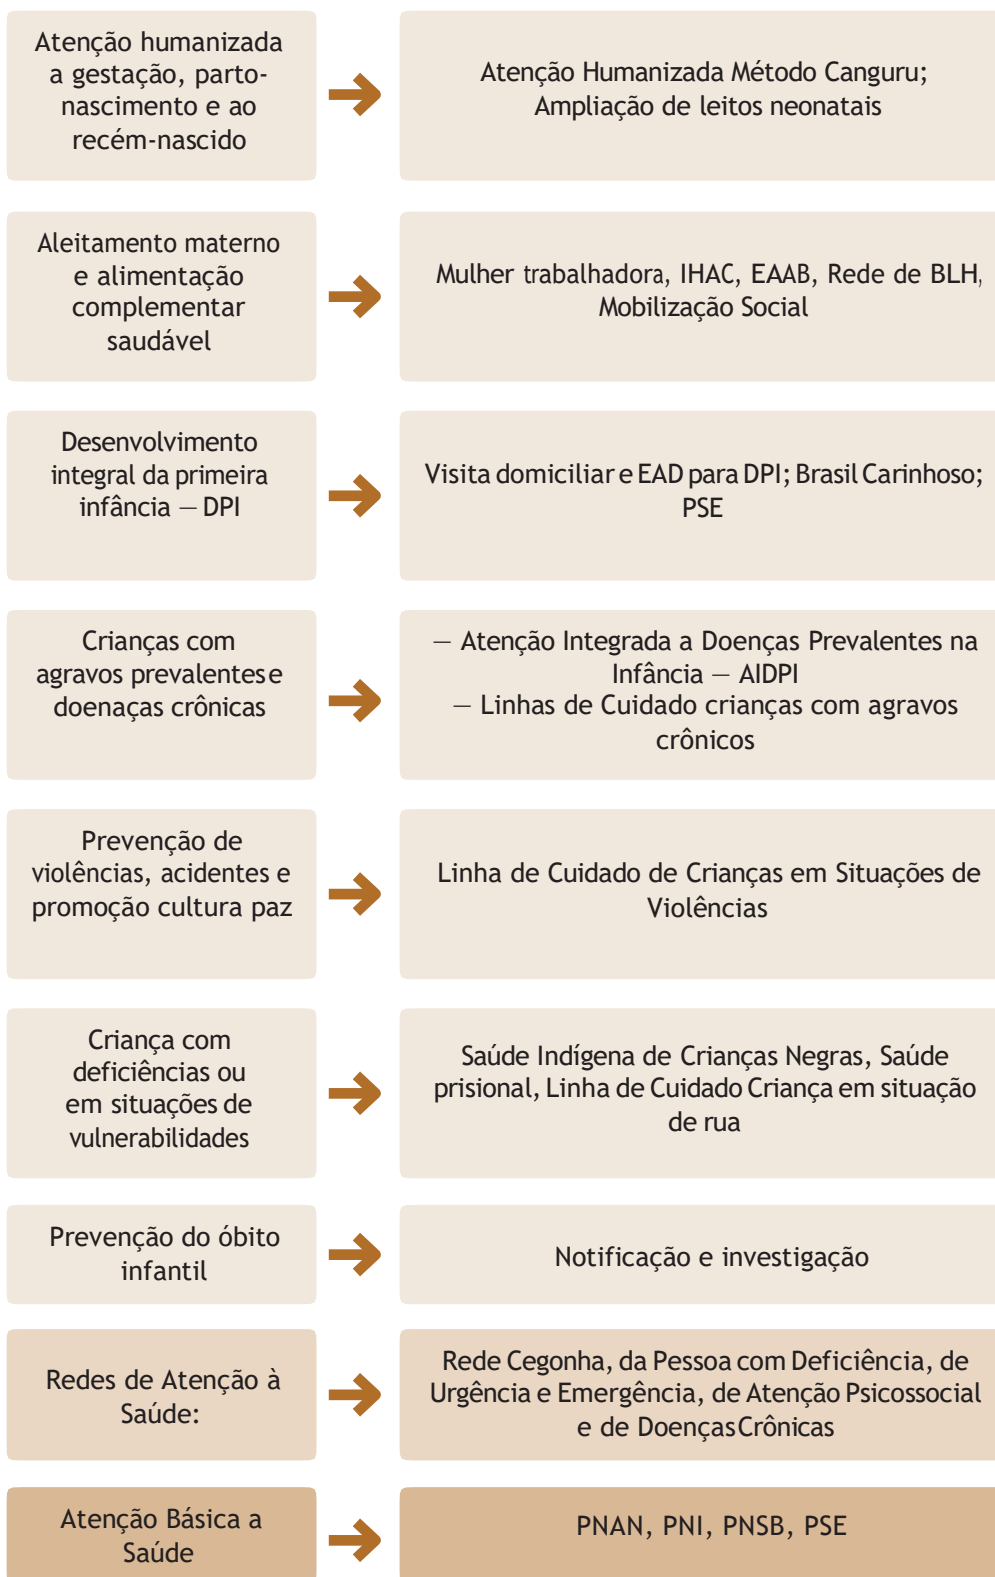 Atenção humanizada
a gestação, parto-
nascimento e ao
recém-nascido
Atenção Humanizada Método Canguru;
Ampliação de leitos neonatais
Aleitamento materno
e alimentação
complementar
saudável
Mulher trabalhadora, IHAC, EAAB, Rede de BLH,
Mobilização Social
Desenvolvimento
integral da primeira
infância — DPI
Visita domiciliar e EAD para DPI; Brasil Carinhoso;
PSE
Crianças com
agravos prevalentes e
doenaças crônicas
— Atenção Integrada a Doenças Prevalentes na
Infância — AIDPI
— Linhas de Cuidado crianças com agravos
crônicos
Prevenção de
violências, acidentes e
promoção cultura paz
Linha de Cuidado de Crianças em Situações de
Violências
Criança com
deficiências ou
em situações de
vulnerabilidades
Saúde Indígena de Crianças Negras, Saúde
prisional, Linha de Cuidado Criança em situação
de rua
Prevenção do óbito
infantil
Notificação e investigação
Redes de Atenção à
Saúde:
Rede Cegonha, da Pessoa com Deficiência, de
Urgência e Emergência, de Atenção Psicossocial
e de Doenças Crônicas
Atenção Básica a
Saúde
PNAN, PNI, PNSB, PSE